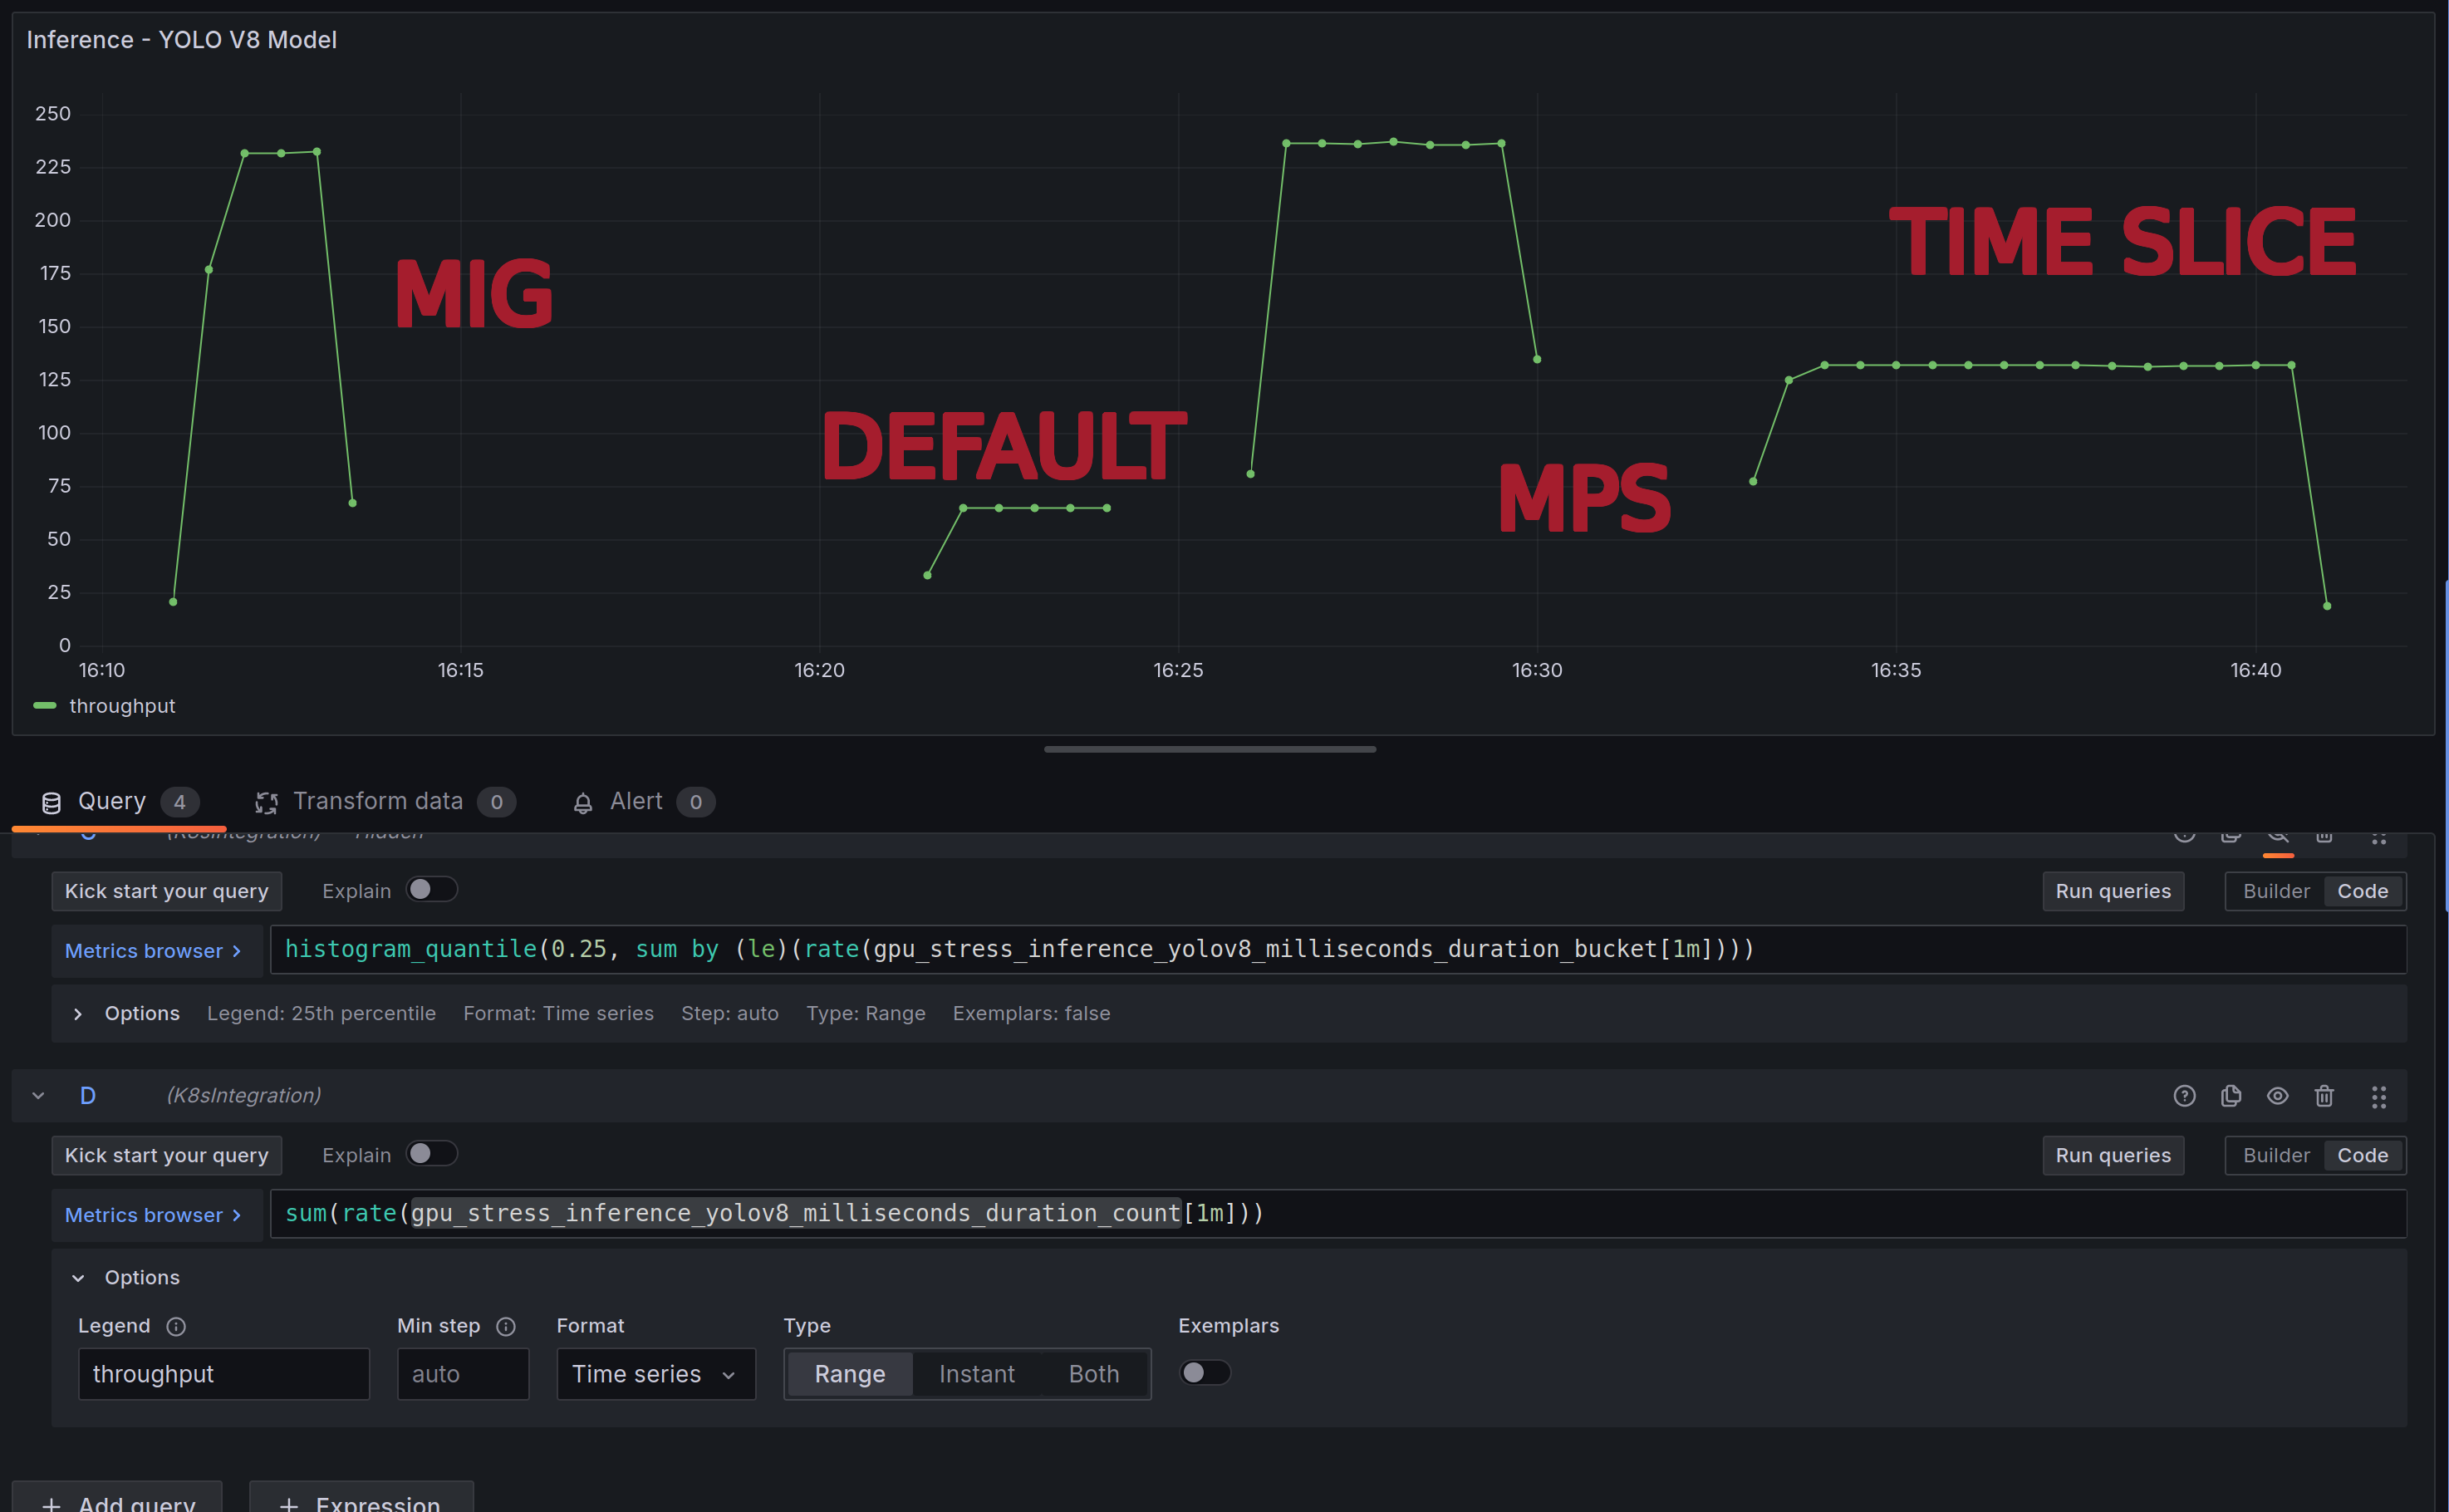 Inference - YOLO V8 Model
250
225
200
175
150
125
100
75
50
25
0
MIG
DEFAULT
MPS
TIME SLICE
16:10 16:15 16:20 16:25 16:30 16:35 16:40
throughput
Query 4 Transform data 0 Alert 0
C (K8sIntegration) Hidden
Kick start your query Explain Run queries Builder Code
Metrics browser > histogram_quantile(0.25, sum by (le)(rate(gpu_stress_inference_yolov8_milliseconds_duration_bucket[1m])))
Options Legend: 25th percentile Format: Time series Step: auto Type: Range Exemplars: false
D (K8sIntegration)
Kick start your query Explain Run queries Builder Code
Metrics browser > sum(rate(gpu_stress_inference_yolov8_milliseconds_duration_count[1m]))
Options
Legend Min step Format Type Exemplars
throughput auto Time series Range Instant Both
+ Add query + Expression